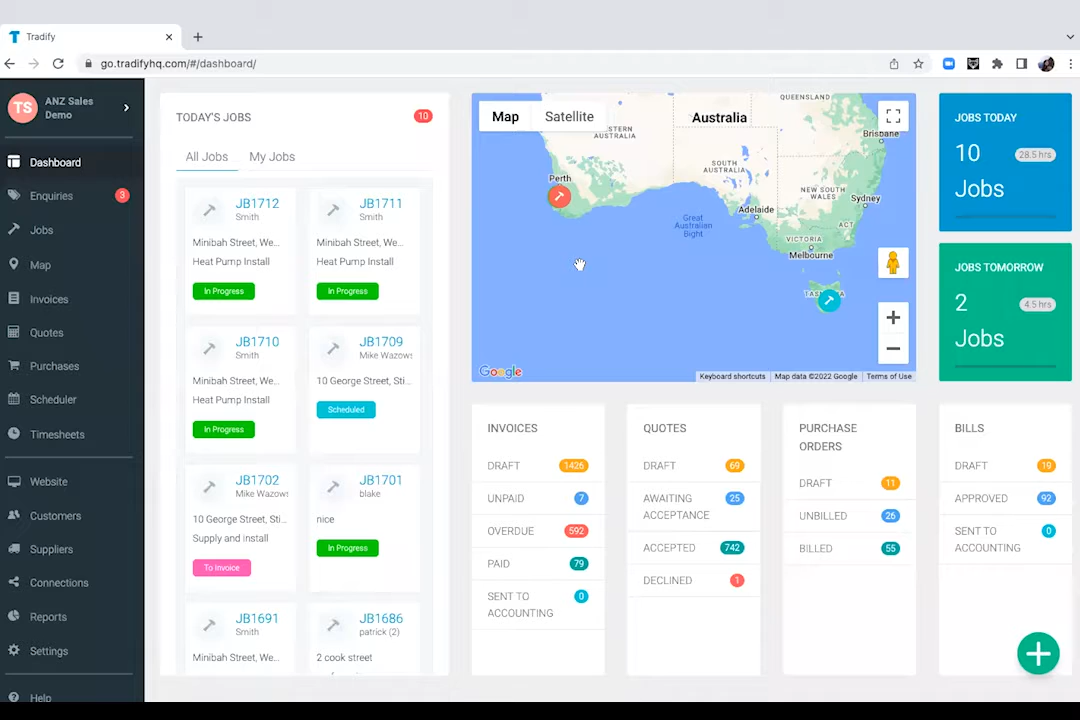 Tradify
go.tradifyhq.com/#/dashboard/
TS
ANZ Sales
Demo
Dashboard
Enquiries
3
Jobs
Map
Invoices
Quotes
Purchases
Scheduler
Timesheets
Website
Customers
Suppliers
Connections
Reports
Settings
Help
TODAY'S JOBS
10
All Jobs
My Jobs
JB1712
Smith
Minibah Street, We...
Heat Pump Install
In Progress
JB1711
Smith
Minibah Street, We...
Heat Pump Install
In Progress
JB1710
Smith
Minibah Street, We...
Heat Pump Install
In Progress
JB1709
Mike Wazows
10 George Street, Sti...
Scheduled
JB1702
Mike Wazows
10 George Street, Sti...
Supply and Install
To Invoice
JB1701
blake
nice
In Progress
JB1691
Smith
Minibah Street, We...
JB1686
patrick (2)
2 cook street
Map
Satellite
Australia
QUEENSLAND
Brisbane
AUSTRALIA
SOUTH
AUSTRALIA
Perth
NEW SOUTH
WALES
Sydney
Adelaide
ACT
Great
Australian
Bight
VICTORIA
Melbourne
Google
Keyboard shortcuts
Map data ©2022 Google
Terms of Use
JOBS TODAY
10
28.5 hrs
Jobs
JOBS TOMORROW
2
4.5 hrs
Jobs
INVOICES
DRAFT
1426
UNPAID
7
OVERDUE
592
PAID
79
SENT TO
ACCOUNTING
0
QUOTES
DRAFT
69
AWAITING
ACCEPTANCE
25
ACCEPTED
742
DECLINED
1
PURCHASE
ORDERS
DRAFT
11
UNBILLED
26
BILLED
55
BILLS
DRAFT
19
APPROVED
92
SENT TO
ACCOUNTING
0